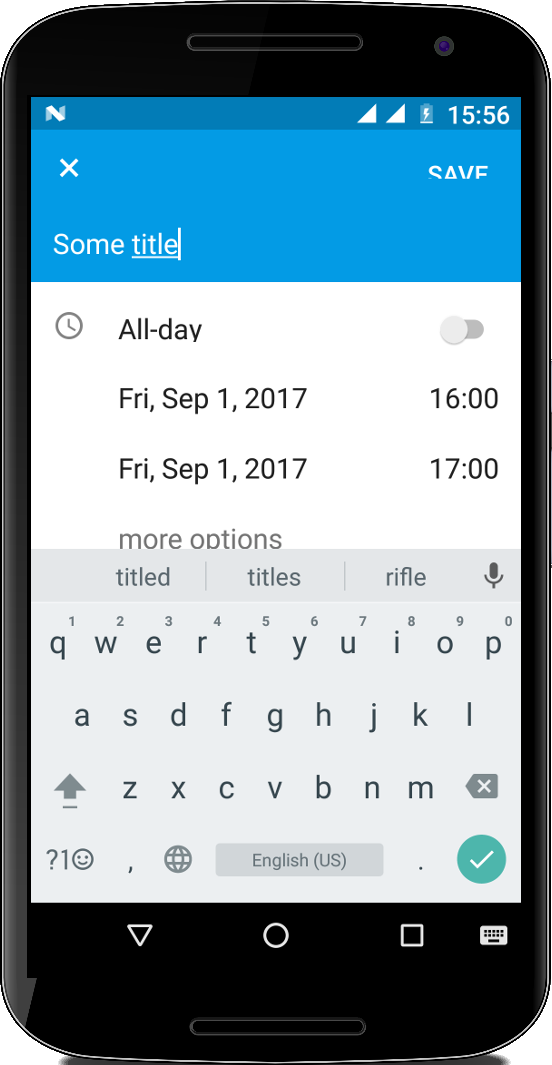 15:56
SAVE
Some title
All-day
Fri, Sep 1, 2017 16:00
Fri, Sep 1, 2017 17:00
more options
titled titles rifle
1 2 3 4 5 6 7 8 9 0
q w e r t y u i o p
a s d f g h j k l
z x c v b n m
?1☺ , English (US) .